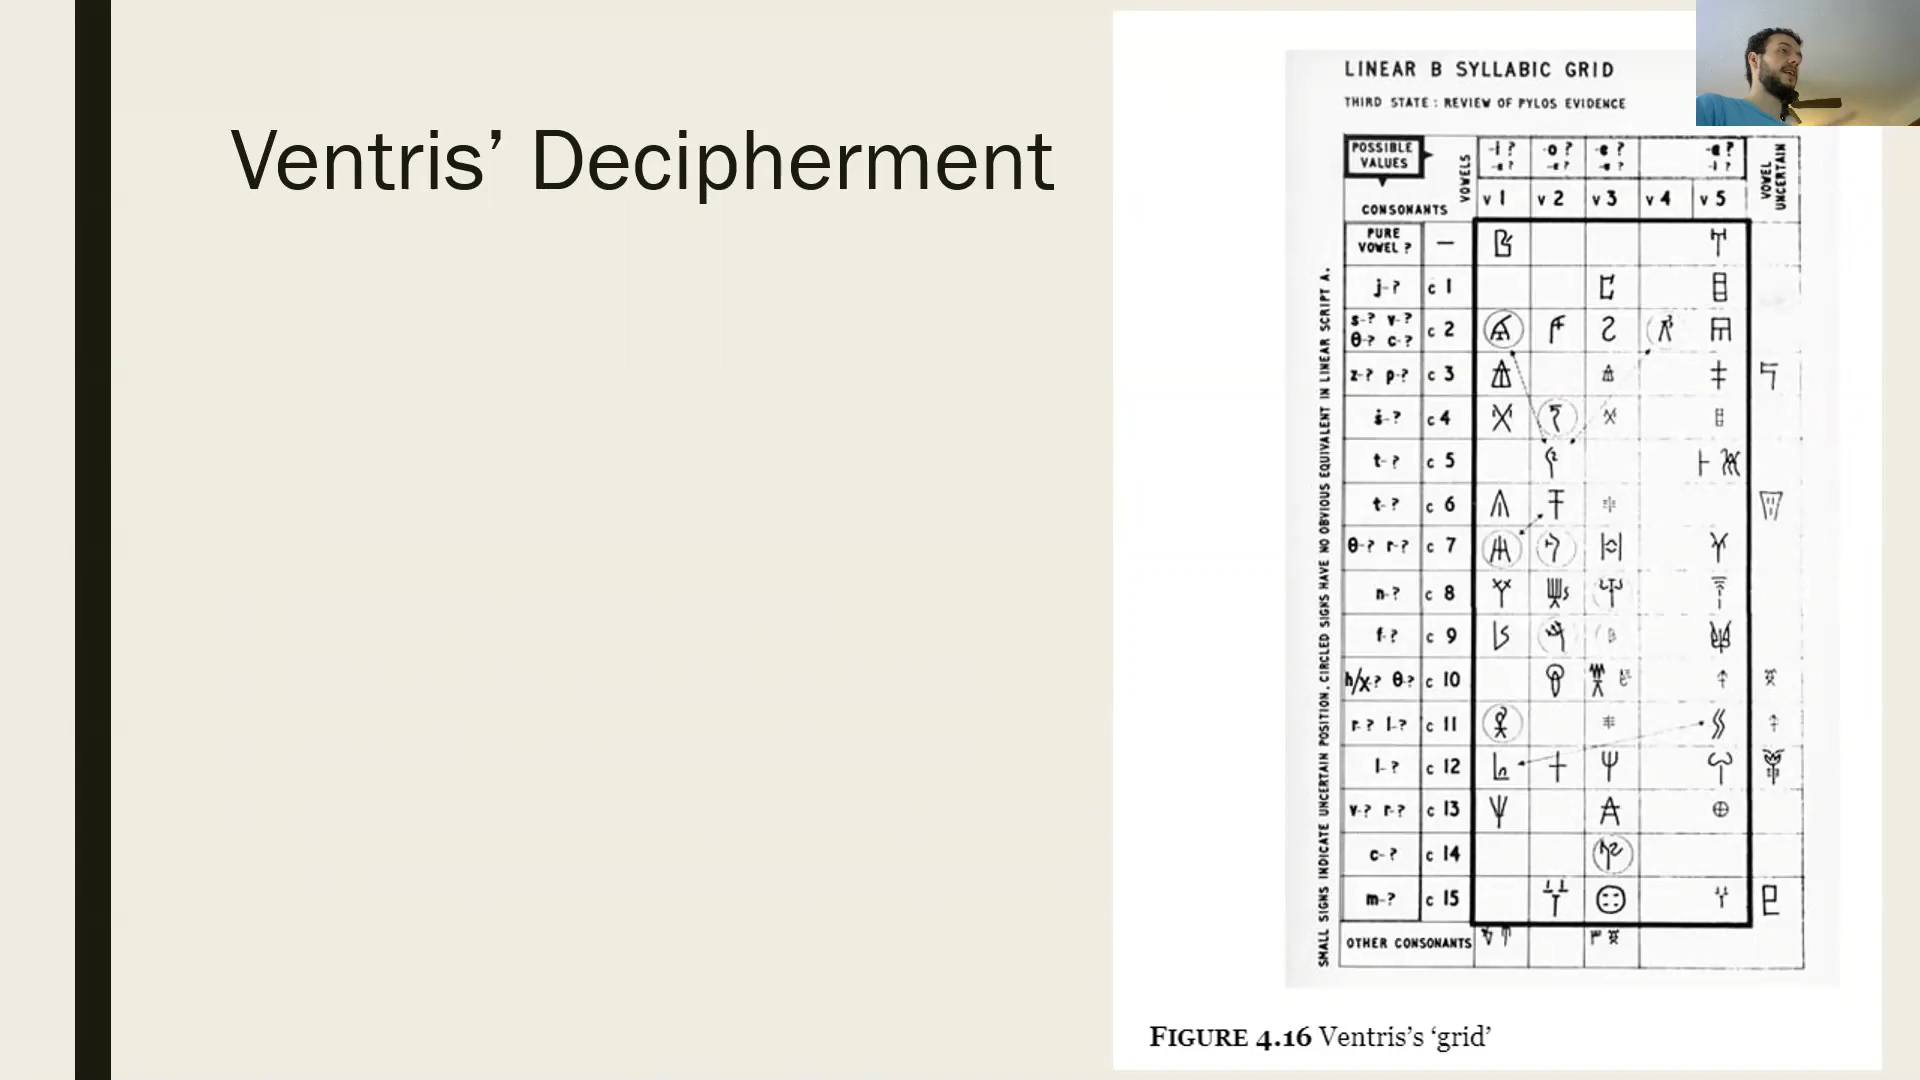 Ventris’ Decipherment
LINEAR B SYLLABIC GRID
THIRD STATE : REVIEW OF PYLOS EVIDENCE
POSSIBLE VALUES
VOWELS
CONSONANTS
-i ? -o ? -e ? -a ?
-e ? -e ? -a ? -i ?
v 1 v 2 v 3 v 4 v 5
VOWEL UNCERTAIN
PURE VOWEL ? —
j- ? c 1
s- ? v- ? θ- ? c- ? c 2
z- ? p- ? c 3
š- ? c 4
t- ? c 5
t- ? c 6
θ- ? r- ? c 7
n- ? c 8
f- ? c 9
h/χ- ? θ- ? c 10
r- ? l- ? c 11
l- ? c 12
v- ? r- ? c 13
c- ? c 14
m- ? c 15
OTHER CONSONANTS
SMALL SIGNS INDICATE UNCERTAIN POSITION. CIRCLED SIGNS HAVE NO OBVIOUS EQUIVALENT IN LINEAR SCRIPT A.
FIGURE 4.16 Ventris’s ‘grid’